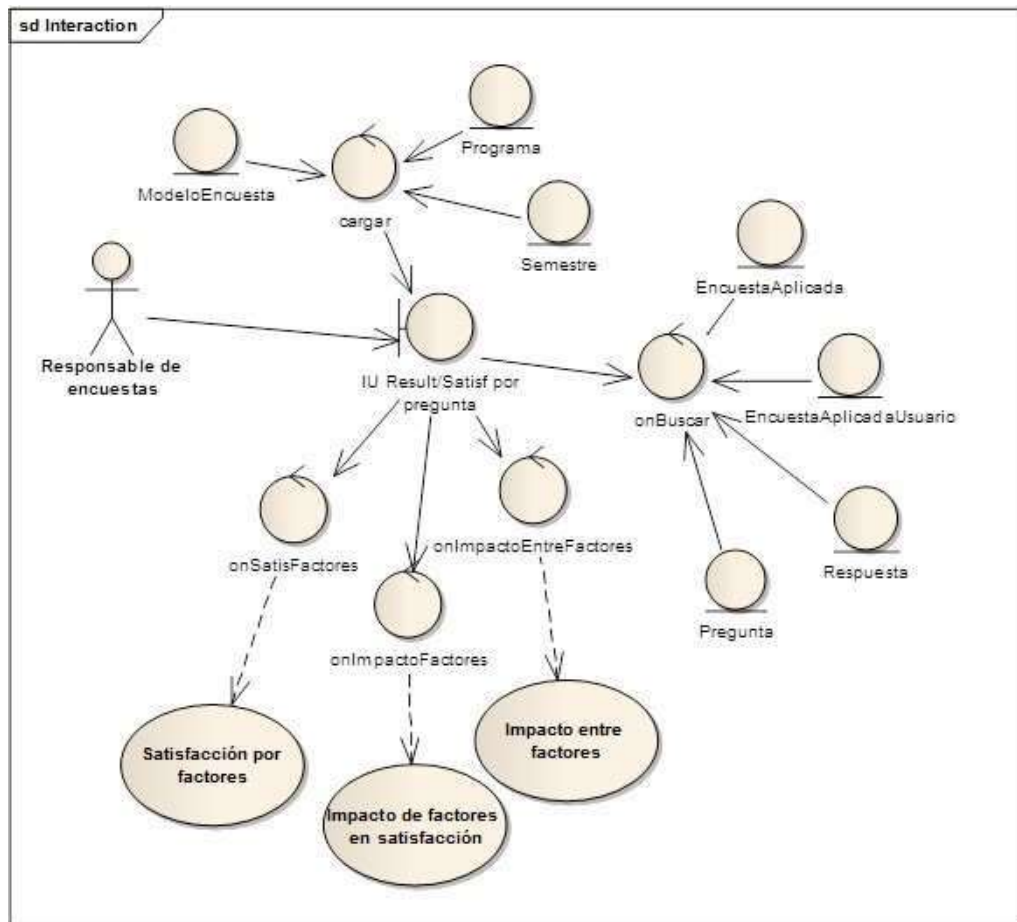 sd Interaction
Programa
ModeloEncuesta
cargar
Semestre
EncuestaAplicada
Responsable de
encuestas
IU Result/Satisf por
pregunta
onBuscar
EncuestaAplicadaUsuario
onSatisFactores
onImpactoEntreFactores
Respuesta
Pregunta
onImpactoFactores
Satisfacción por
factores
Impacto entre
factores
Impacto de factores
en satisfacción